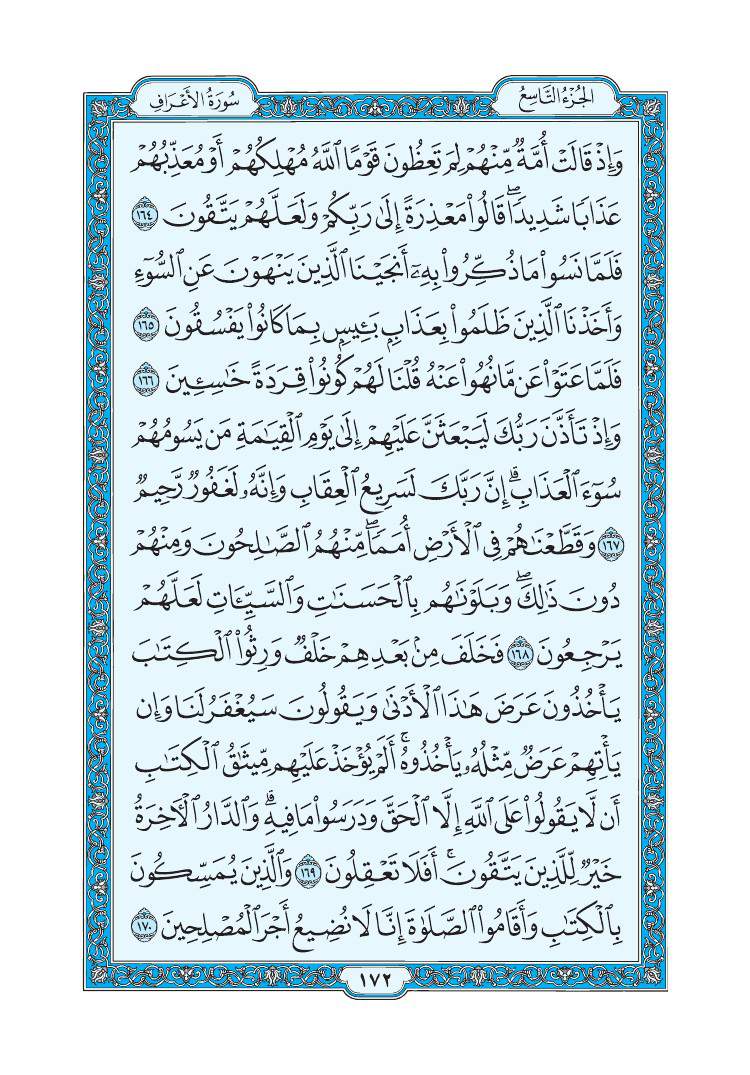 الجُزْءُ التَّاسِعُ
سُورَةُ الأَعْرَافِ
وَإِذْ قَالَتْ أُمَّةٌ مِّنْهُمْ لِمَ تَعِظُونَ قَوْمًا ٱللَّهُ مُهْلِكُهُمْ أَوْ مُعَذِّبُهُمْ
عَذَابًا شَدِيدًاۖ قَالُوا۟ مَعْذِرَةً إِلَىٰ رَبِّكُمْ وَلَعَلَّهُمْ يَتَّقُونَ ١٦٤
فَلَمَّا نَسُوا۟ مَا ذُكِّرُوا۟ بِهِۦٓ أَنجَيْنَا ٱلَّذِينَ يَنْهَوْنَ عَنِ ٱلسُّوٓءِ
وَأَخَذْنَا ٱلَّذِينَ ظَلَمُوا۟ بِعَذَابِۭ بَـِٔيسٍۭ بِمَا كَانُوا۟ يَفْسُقُونَ ١٦٥
فَلَمَّا عَتَوْا۟ عَن مَّا نُهُوا۟ عَنْهُ قُلْنَا لَهُمْ كُونُوا۟ قِرَدَةً خَـٰسِـِٔينَ ١٦٦
وَإِذْ تَأَذَّنَ رَبُّكَ لَيَبْعَثَنَّ عَلَيْهِمْ إِلَىٰ يَوْمِ ٱلْقِيَـٰمَةِ مَن يَسُومُهُمْ
سُوٓءَ ٱلْعَذَابِۗ إِنَّ رَبَّكَ لَسَرِيعُ ٱلْعِقَابِ وَإِنَّهُۥ لَغَفُورٌ رَّحِيمٌ
١٦٧ وَقَطَّعْنَـٰهُمْ فِى ٱلْأَرْضِ أُمَمًاۖ مِّنْهُمُ ٱلصَّـٰلِحُونَ وَمِنْهُمْ
دُونَ ذَٰلِكَۖ وَبَلَوْنَـٰهُم بِٱلْحَسَنَـٰتِ وَٱلسَّيِّـَٔاتِ لَعَلَّهُمْ
يَرْجِعُونَ ١٦٨ فَخَلَفَ مِنۢ بَعْدِهِمْ خَلْفٌ وَرِثُوا۟ ٱلْكِتَـٰبَ
يَأْخُذُونَ عَرَضَ هَـٰذَا ٱلْأَدْنَىٰ وَيَقُولُونَ سَيُغْفَرُ لَنَا وَإِن
يَأْتِهِمْ عَرَضٌ مِّثْلُهُۥ يَأْخُذُوهُۚ أَلَمْ يُؤْخَذْ عَلَيْهِم مِّيثَـٰقُ ٱلْكِتَـٰبِ
أَن لَّا يَقُولُوا۟ عَلَى ٱللَّهِ إِلَّا ٱلْحَقَّ وَدَرَسُوا۟ مَا فِيهِۗ وَٱلدَّارُ ٱلْـَٔاخِرَةُ
خَيْرٌ لِّلَّذِينَ يَتَّقُونَۚ أَفَلَا تَعْقِلُونَ ١٦٩ وَٱلَّذِينَ يُمَسِّكُونَ
بِٱلْكِتَـٰبِ وَأَقَامُوا۟ ٱلصَّلَوٰةَ إِنَّا لَا نُضِيعُ أَجْرَ ٱلْمُصْلِحِينَ ١٧٠
١٧٢